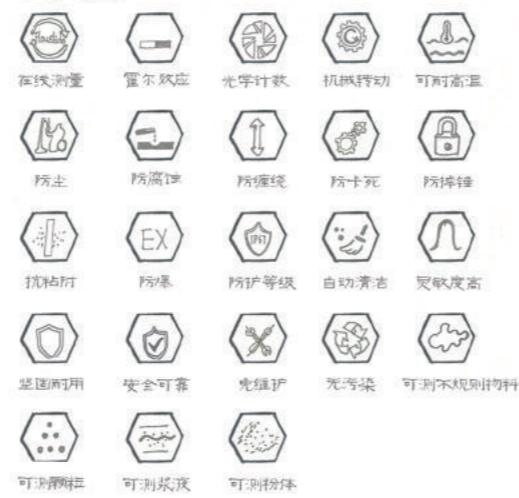 在线测量 霍尔效应 光学计数 机械转动 可耐高温
防尘 防腐蚀 防缠绕 防卡死 防掉锤
抗粘附 EX 防爆 IP67 防护等级 自动清洁 灵敏度高
坚固耐用 安全可靠 免维护 无污染 可测不规则物料
可测颗粒 可测浆液 可测粉体